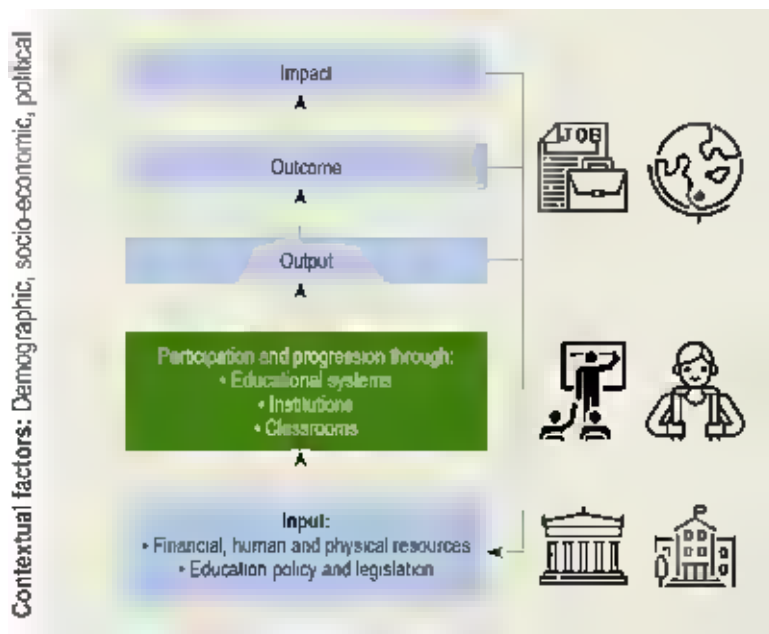 Contextual factors: Demographic, socio-economic, political
Impact
Outcome
Output
Participation and progression through:
• Educational systems
• Institutions
• Classrooms
Input:
• Financial, human and physical resources
• Education policy and legislation
JOB